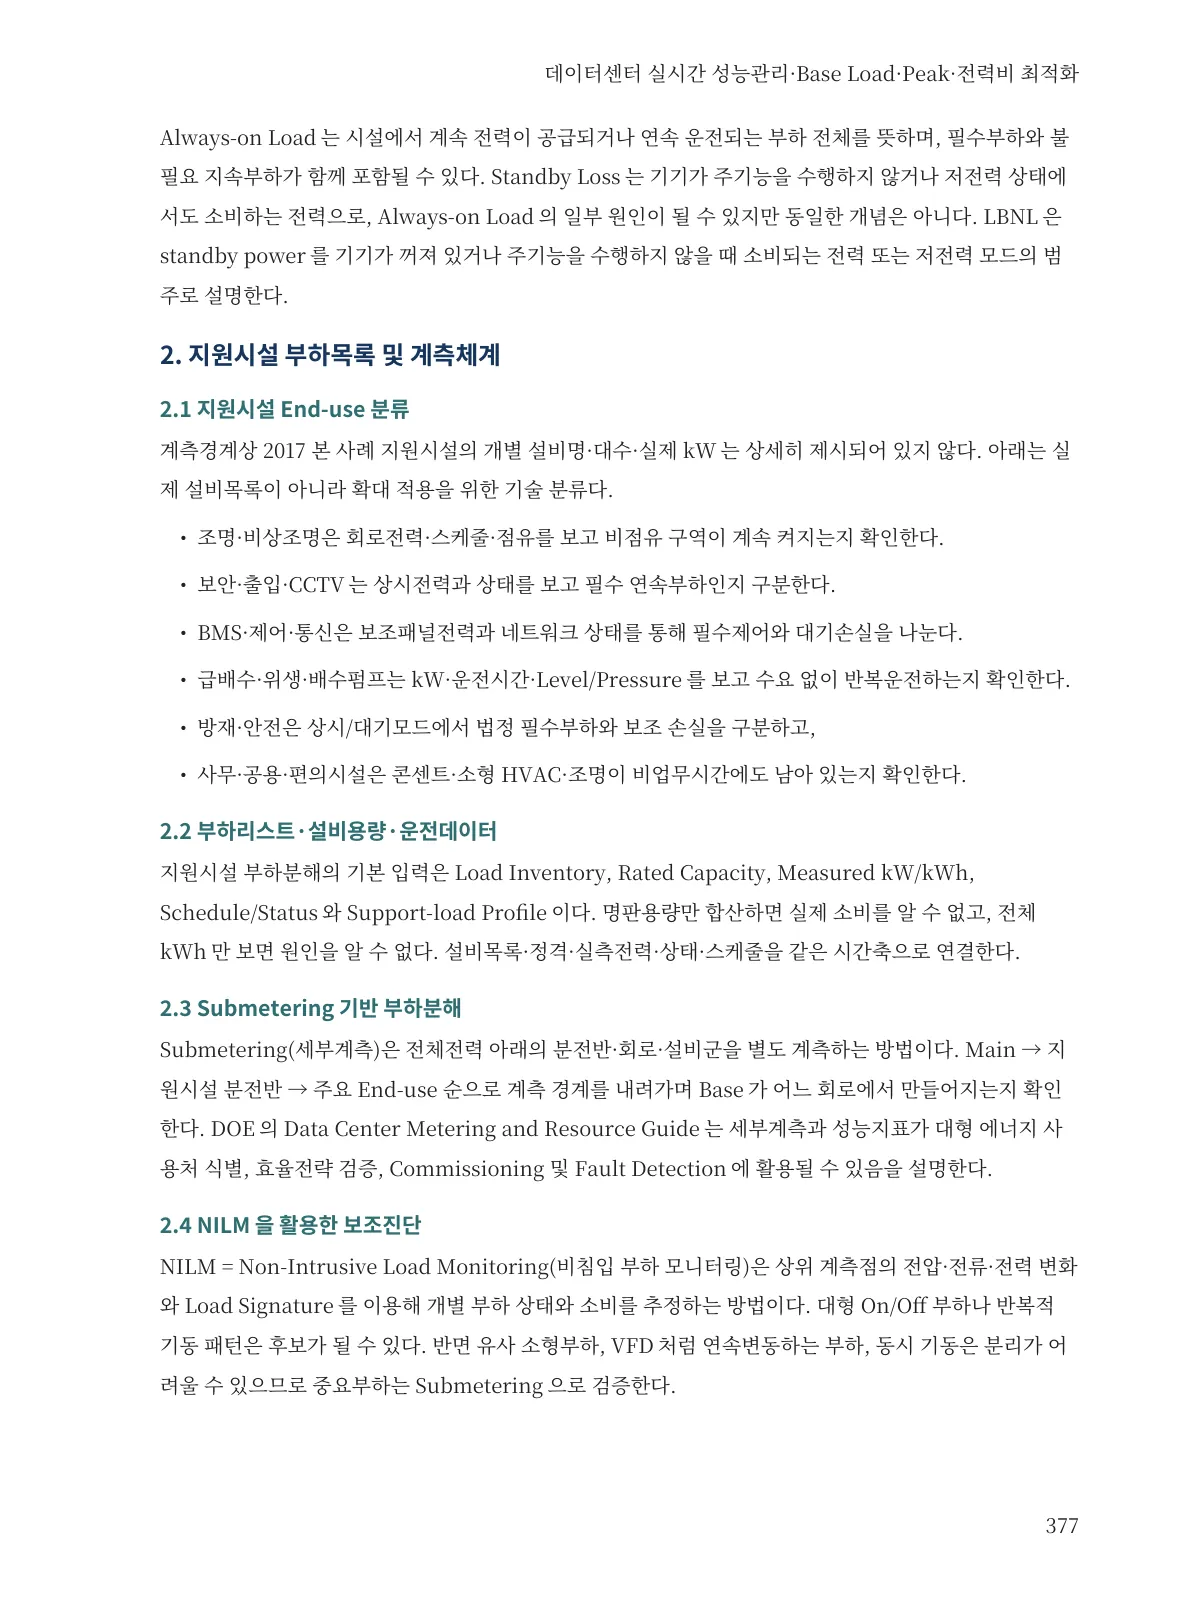 데이터센터 실시간 성능관리·Base Load·Peak·전력비 최적화
Always-on Load 는 시설에서 계속 전력이 공급되거나 연속 운전되는 부하 전체를 뜻하며, 필수부하와 불
필요 지속부하가 함께 포함될 수 있다. Standby Loss 는 기기가 주기능을 수행하지 않거나 저전력 상태에
서도 소비하는 전력으로, Always-on Load 의 일부 원인이 될 수 있지만 동일한 개념은 아니다. LBNL 은
standby power 를 기기가 꺼져 있거나 주기능을 수행하지 않을 때 소비되는 전력 또는 저전력 모드의 범
주로 설명한다.
2. 지원시설 부하목록 및 계측체계
2.1 지원시설 End-use 분류
계측경계상 2017 본 사례 지원시설의 개별 설비명·대수·실제 kW 는 상세히 제시되어 있지 않다. 아래는 실
제 설비목록이 아니라 확대 적용을 위한 기술 분류다.
• 조명·비상조명은 회로전력·스케줄·점유를 보고 비점유 구역이 계속 켜지는지 확인한다.
• 보안·출입·CCTV 는 상시전력과 상태를 보고 필수 연속부하인지 구분한다.
• BMS·제어·통신은 보조패널전력과 네트워크 상태를 통해 필수제어와 대기손실을 나눈다.
• 급배수·위생·배수펌프는 kW·운전시간·Level/Pressure 를 보고 수요 없이 반복운전하는지 확인한다.
• 방재·안전은 상시/대기모드에서 법정 필수부하와 보조 손실을 구분하고,
• 사무·공용·편의시설은 콘센트·소형 HVAC·조명이 비업무시간에도 남아 있는지 확인한다.
2.2 부하리스트·설비용량·운전데이터
지원시설 부하분해의 기본 입력은 Load Inventory, Rated Capacity, Measured kW/kWh,
Schedule/Status 와 Support-load Profile 이다. 명판용량만 합산하면 실제 소비를 알 수 없고, 전체
kWh 만 보면 원인을 알 수 없다. 설비목록·정격·실측전력·상태·스케줄을 같은 시간축으로 연결한다.
2.3 Submetering 기반 부하분해
Submetering(세부계측)은 전체전력 아래의 분전반·회로·설비군을 별도 계측하는 방법이다. Main → 지
원시설 분전반 → 주요 End-use 순으로 계측 경계를 내려가며 Base 가 어느 회로에서 만들어지는지 확인
한다. DOE 의 Data Center Metering and Resource Guide 는 세부계측과 성능지표가 대형 에너지 사
용처 식별, 효율전략 검증, Commissioning 및 Fault Detection 에 활용될 수 있음을 설명한다.
2.4 NILM 을 활용한 보조진단
NILM = Non-Intrusive Load Monitoring(비침입 부하 모니터링)은 상위 계측점의 전압·전류·전력 변화
와 Load Signature 를 이용해 개별 부하 상태와 소비를 추정하는 방법이다. 대형 On/Off 부하나 반복적
기동 패턴은 후보가 될 수 있다. 반면 유사 소형부하, VFD 처럼 연속변동하는 부하, 동시 기동은 분리가 어
려울 수 있으므로 중요부하는 Submetering 으로 검증한다.
377